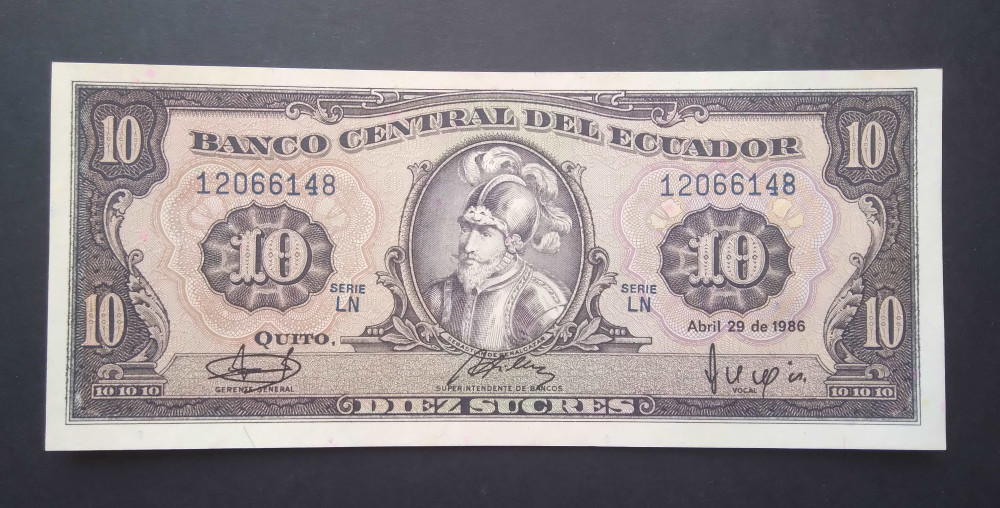 10 10
BANCO CENTRAL DEL ECUADOR
12066148 12066148
10 10
SERIE SERIE
LN LN
10 10
Abril 29 de 1986
QUITO,
SEBASTIAN DE BENALCAZAR
GERENTE GENERAL SUPERINTENDENTE DE BANCOS VOCAL
10 10 10 10 10 10
DIEZ SUCRES